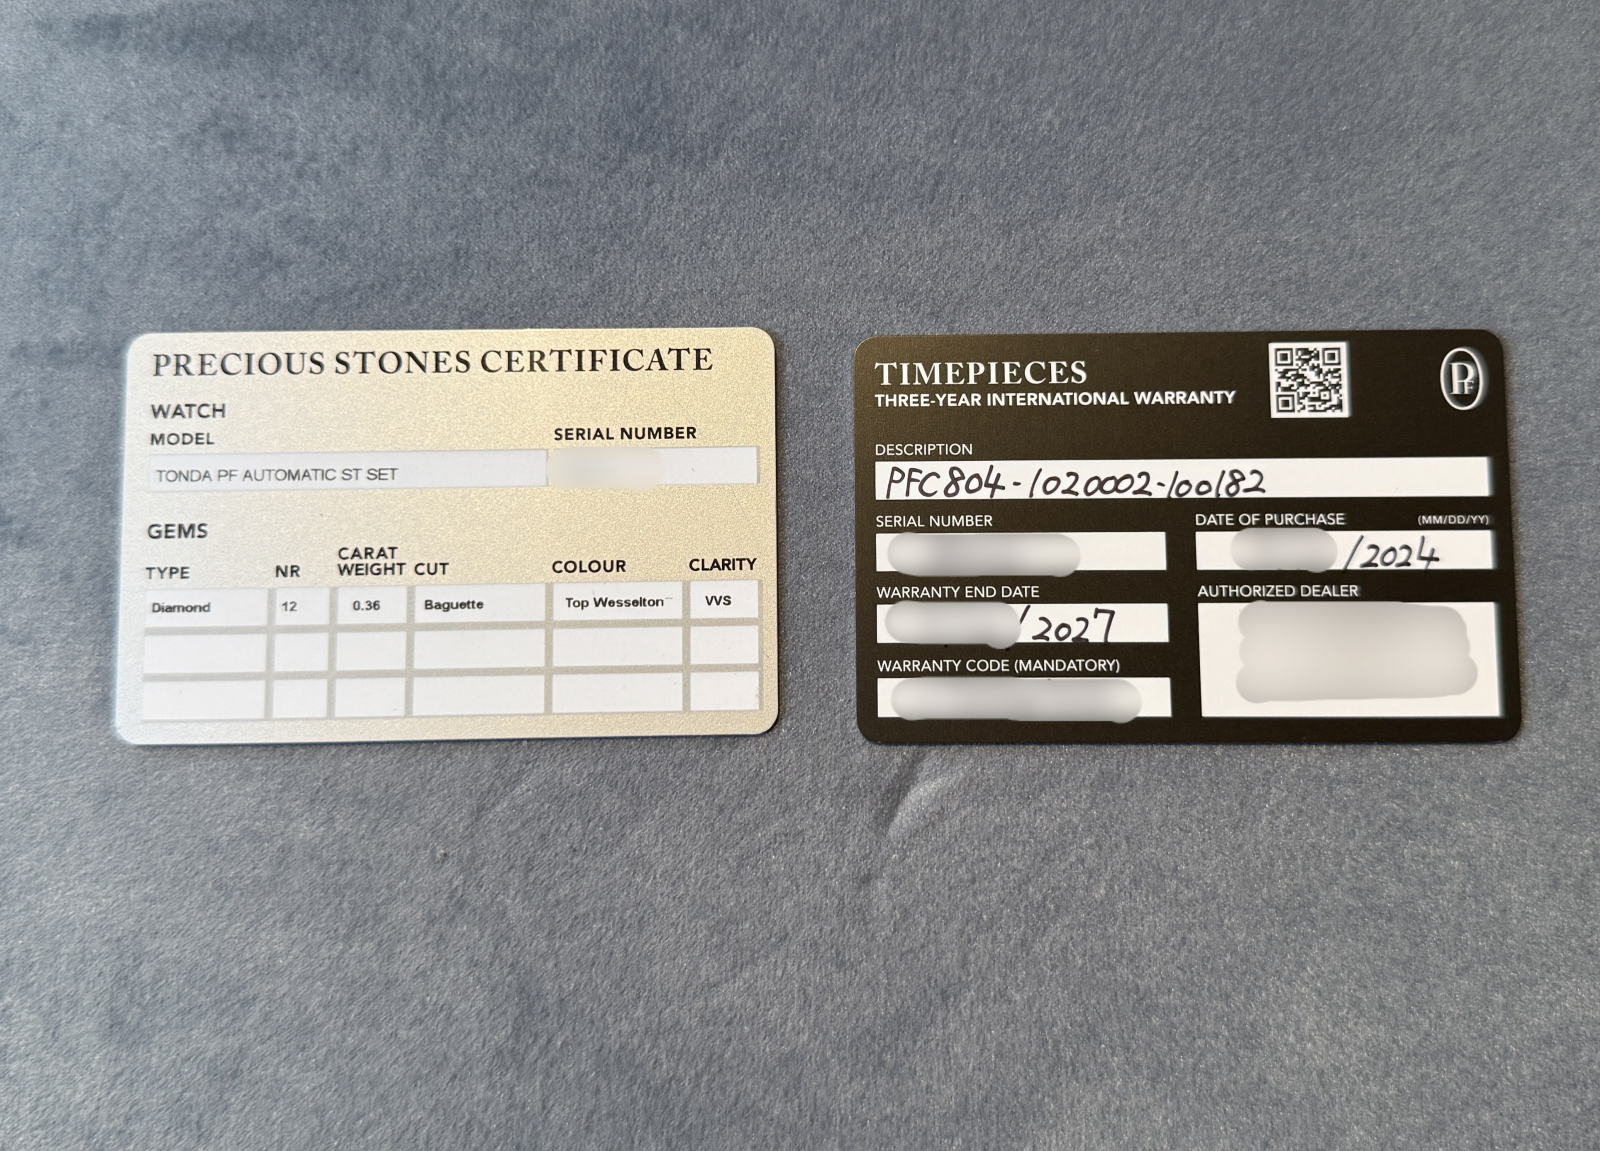 PRECIOUS STONES CERTIFICATE
WATCH
MODEL SERIAL NUMBER
TONDA PF AUTOMATIC ST SET
GEMS
TYPE NR CARAT WEIGHT CUT COLOUR CLARITY
Diamond 12 0.36 Baguette Top Wesselton VVS
TIMEPIECES
THREE-YEAR INTERNATIONAL WARRANTY
PF
DESCRIPTION
PFC804-1020002-100182
SERIAL NUMBER DATE OF PURCHASE (MM/DD/YY)
/2024
WARRANTY END DATE AUTHORIZED DEALER
/2027
WARRANTY CODE (MANDATORY)